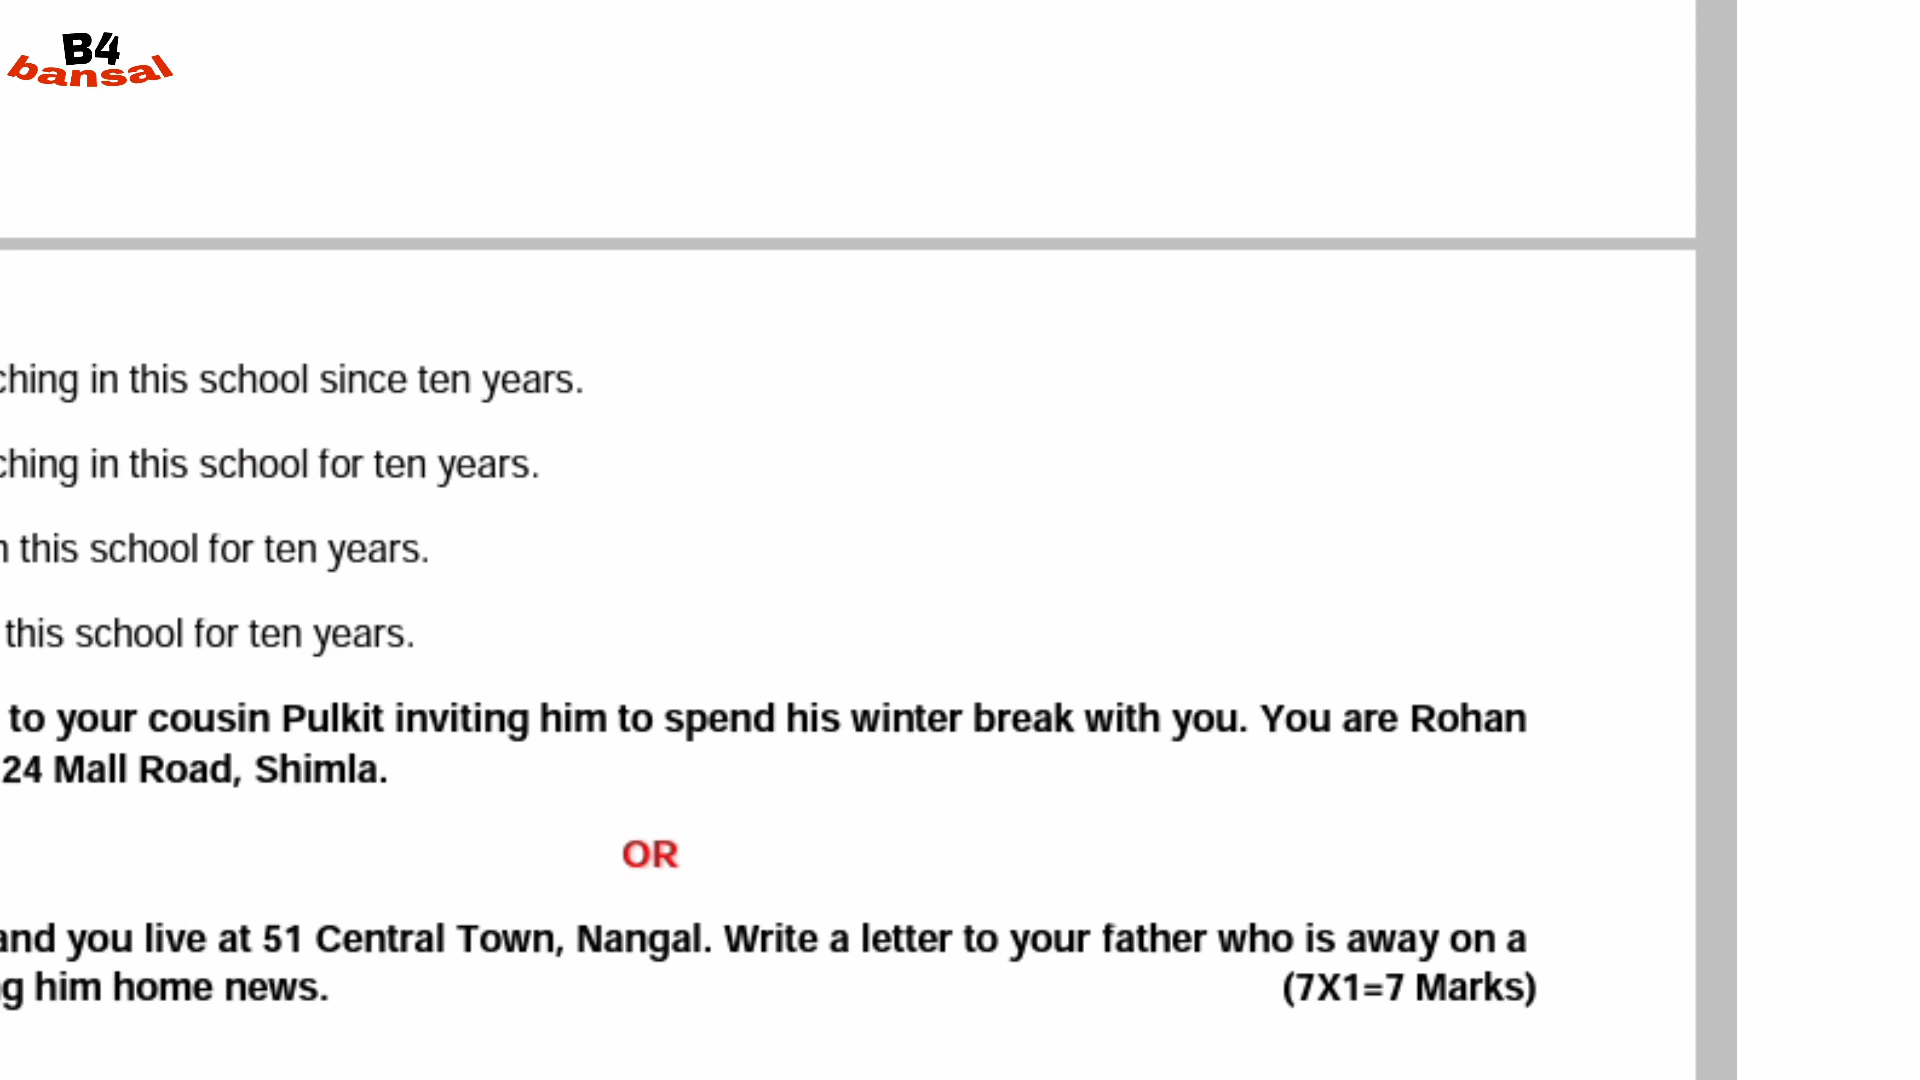 B4
bansal
ching in this school since ten years.
ching in this school for ten years.
this school for ten years.
this school for ten years.
to your cousin Pulkit inviting him to spend his winter break with you. You are Rohan
24 Mall Road, Shimla.
OR
and you live at 51 Central Town, Nangal. Write a letter to your father who is away on a
g him home news. (7X1=7 Marks)